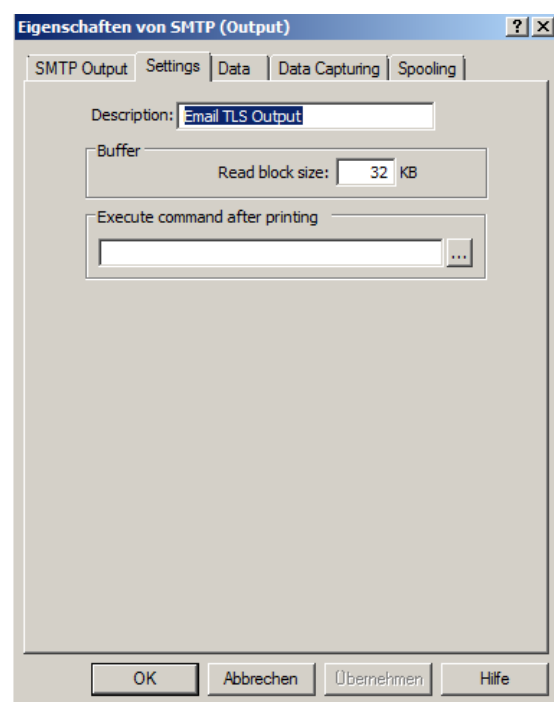 Eigenschaften von SMTP (Output)
SMTP Output Settings Data Data Capturing Spooling
Description: Email TLS Output
Buffer
Read block size: 32 KB
Execute command after printing
...
OK Abbrechen Übernehmen Hilfe